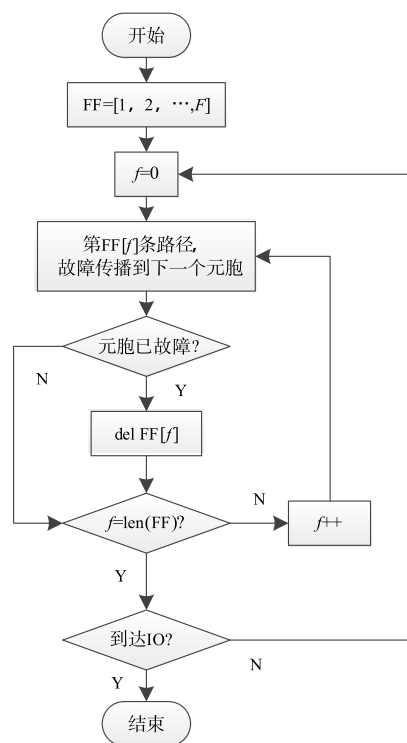 开始
FF=[1，2，…,F]
f=0
第FF[f]条路径,
故障传播到下一个元胞
元胞已故障?
N
Y
del FF[f]
f=len(FF)?
N
f++
Y
到达IO?
N
Y
结束